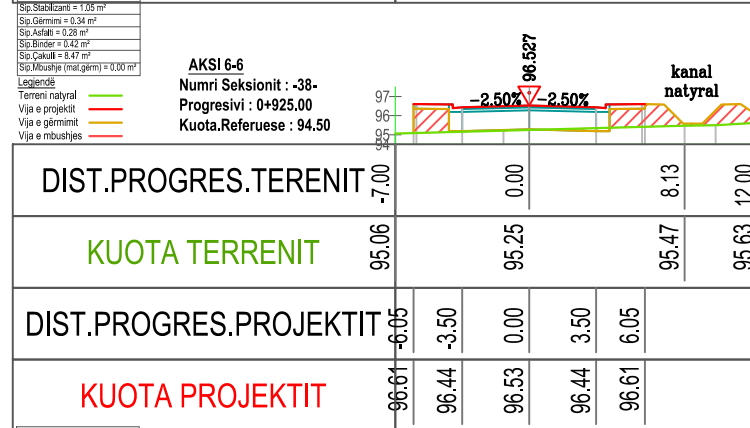 Sip.Stabilizanti = 1.05 m²
Sip.Gërmimi = 0.34 m²
Sip.Asfalti = 0.28 m²
Sip.Binder = 0.42 m²
Sip.Çakulli = 8.47 m²
Sip.Mbushje (mat.gërm) = 0.00 m²
Legjendë
Terreni natyral
Vija e projektit
Vija e gërmimit
Vija e mbushjes
AKSI 6-6
Numri Seksionit : -38-
Progresivi : 0+925.00
Kuota.Referuese : 94.50
97
96
95
94
96.527
-2.50% -2.50%
kanal
natyral
DIST.PROGRES.TERENIT -7.00 0.00 8.13 12.00
KUOTA TERRENIT 95.06 95.25 95.47 95.63
DIST.PROGRES.PROJEKTIT -6.05 -3.50 0.00 3.50 6.05
KUOTA PROJEKTIT 96.61 96.44 96.53 96.44 96.61